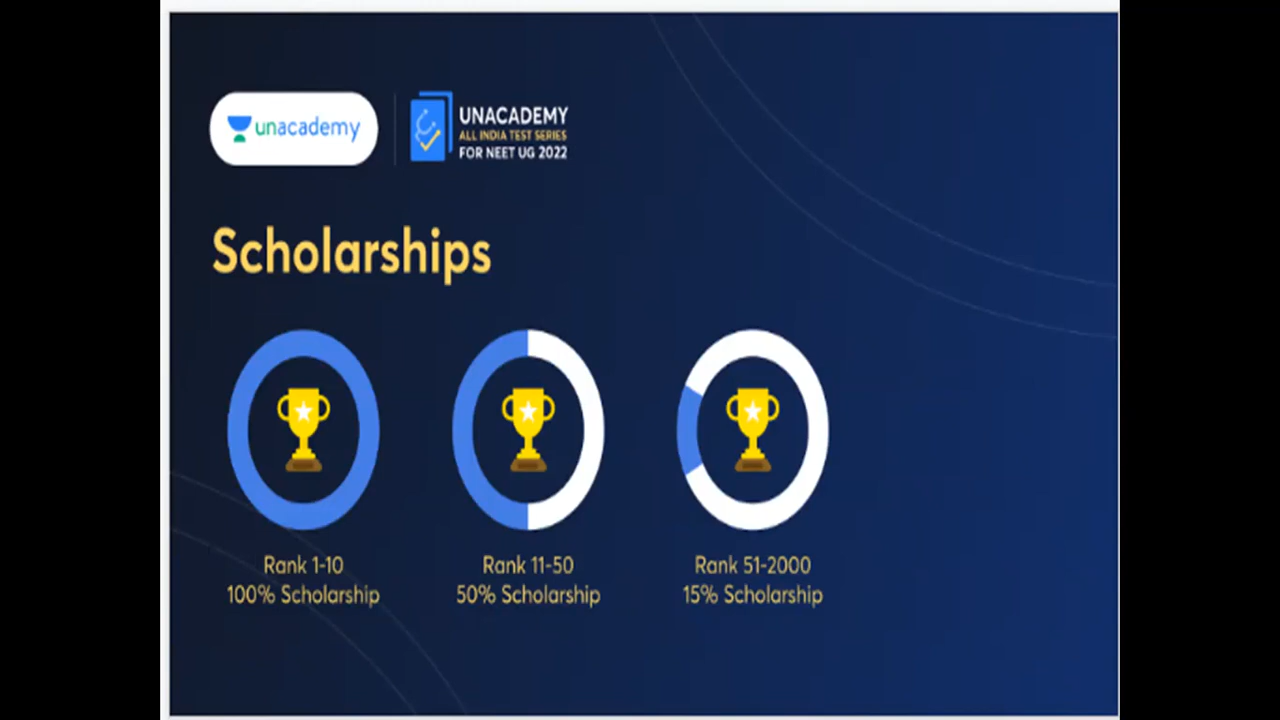 unacademy
UNACADEMY
ALL INDIA TEST SERIES
FOR NEET UG 2022
Scholarships
Rank 1-10
100% Scholarship
Rank 11-50
50% Scholarship
Rank 51-2000
15% Scholarship